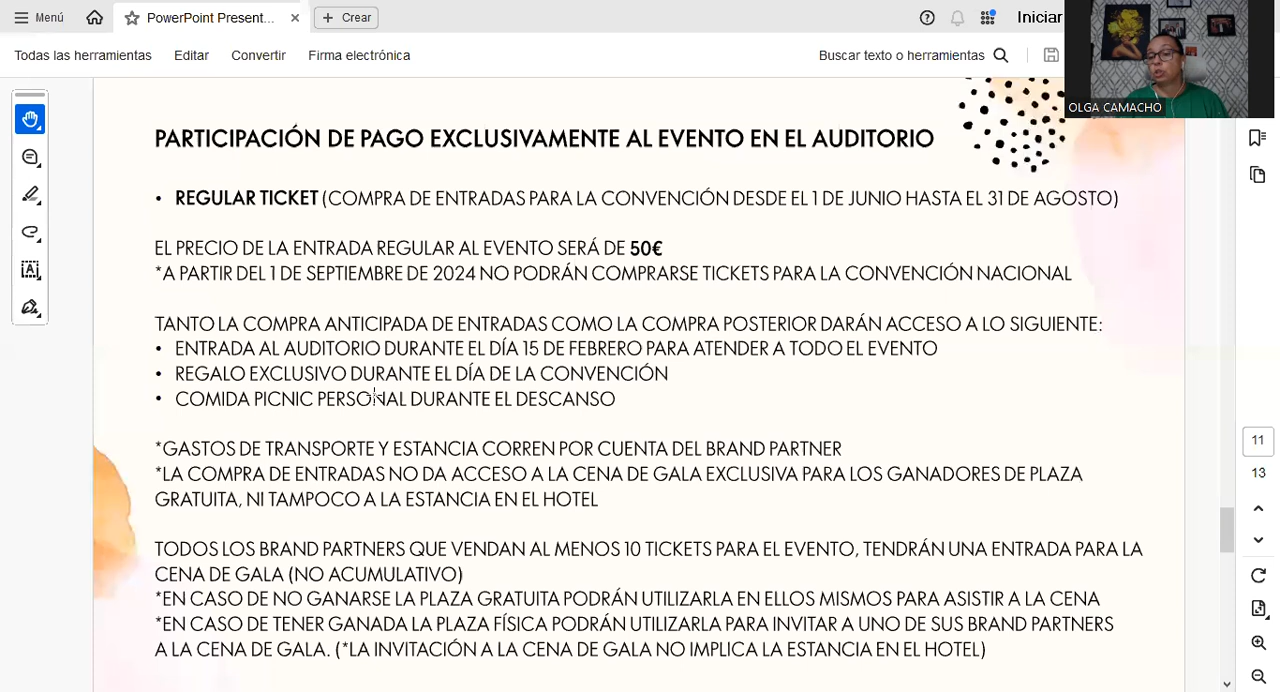 Menú
PowerPoint Present...
Crear
Iniciar
Todas las herramientas
Editar
Convertir
Firma electrónica
Buscar texto o herramientas
OLGA CAMACHO
PARTICIPACIÓN DE PAGO EXCLUSIVAMENTE AL EVENTO EN EL AUDITORIO
• REGULAR TICKET (COMPRA DE ENTRADAS PARA LA CONVENCIÓN DESDE EL 1 DE JUNIO HASTA EL 31 DE AGOSTO)
EL PRECIO DE LA ENTRADA REGULAR AL EVENTO SERÁ DE 50€
*A PARTIR DEL 1 DE SEPTIEMBRE DE 2024 NO PODRÁN COMPRARSE TICKETS PARA LA CONVENCIÓN NACIONAL
TANTO LA COMPRA ANTICIPADA DE ENTRADAS COMO LA COMPRA POSTERIOR DARÁN ACCESO A LO SIGUIENTE:
• ENTRADA AL AUDITORIO DURANTE EL DÍA 15 DE FEBRERO PARA ATENDER A TODO EL EVENTO
• REGALO EXCLUSIVO DURANTE EL DÍA DE LA CONVENCIÓN
• COMIDA PICNIC PERSONAL DURANTE EL DESCANSO
*GASTOS DE TRANSPORTE Y ESTANCIA CORREN POR CUENTA DEL BRAND PARTNER
*LA COMPRA DE ENTRADAS NO DA ACCESO A LA CENA DE GALA EXCLUSIVA PARA LOS GANADORES DE PLAZA
GRATUITA, NI TAMPOCO A LA ESTANCIA EN EL HOTEL
TODOS LOS BRAND PARTNERS QUE VENDAN AL MENOS 10 TICKETS PARA EL EVENTO, TENDRÁN UNA ENTRADA PARA LA
CENA DE GALA (NO ACUMULATIVO)
*EN CASO DE NO GANARSE LA PLAZA GRATUITA PODRÁN UTILIZARLA EN ELLOS MISMOS PARA ASISTIR A LA CENA
*EN CASO DE TENER GANADA LA PLAZA FÍSICA PODRÁN UTILIZARLA PARA INVITAR A UNO DE SUS BRAND PARTNERS
A LA CENA DE GALA. (*LA INVITACIÓN A LA CENA DE GALA NO IMPLICA LA ESTANCIA EN EL HOTEL)
11
13